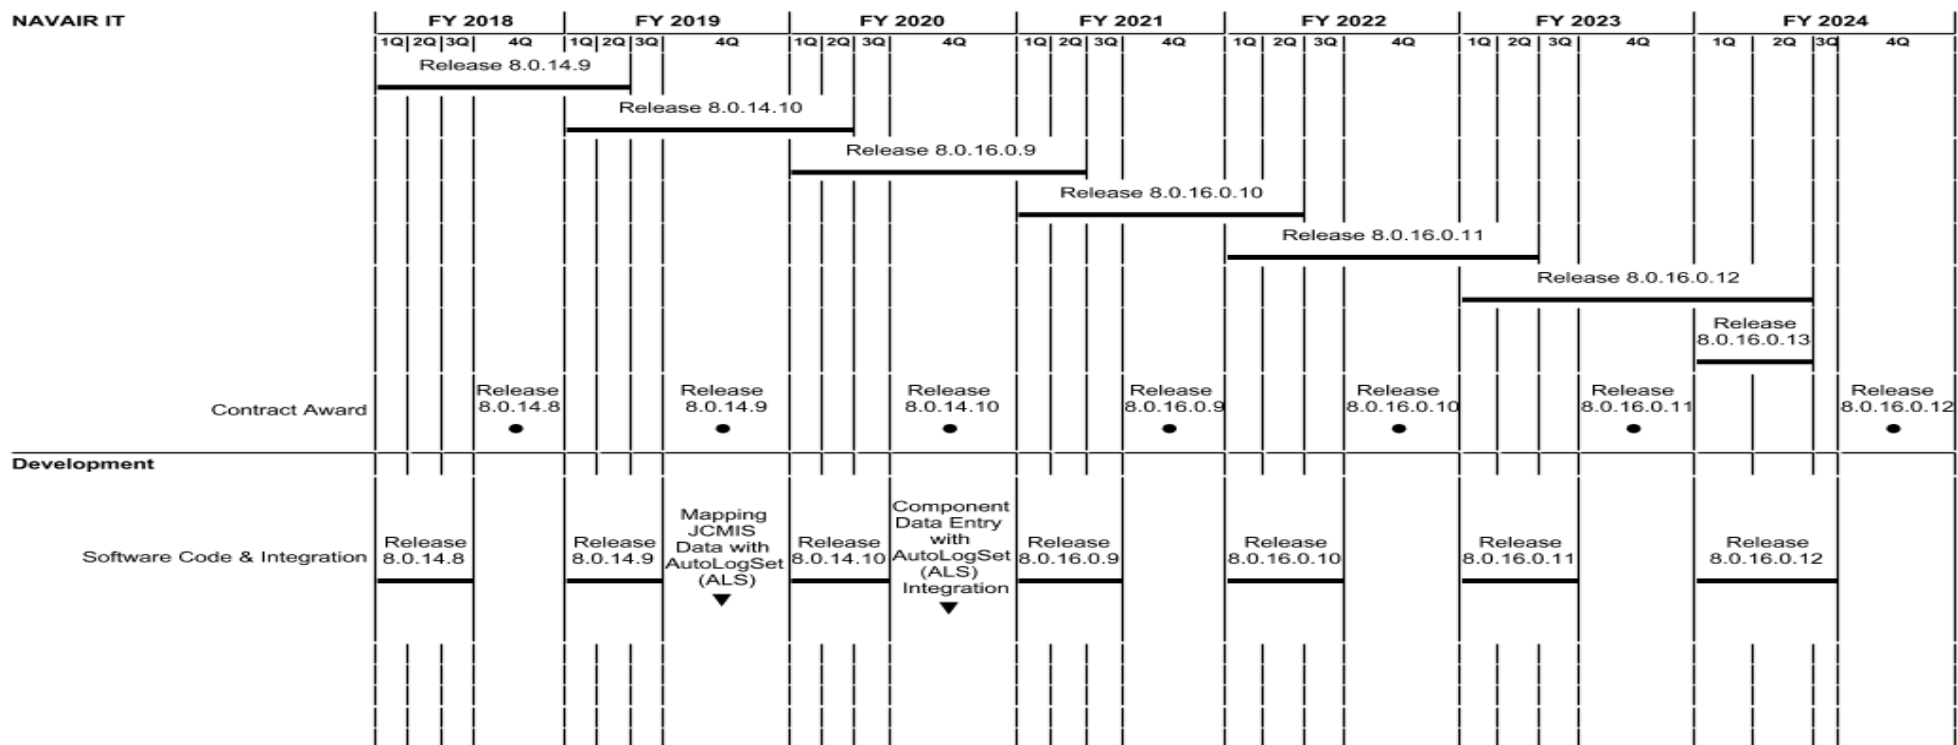 NAVAIR IT
FY 2018 FY 2019 FY 2020 FY 2021 FY 2022 FY 2023 FY 2024
1Q 2Q 3Q 4Q 1Q 2Q 3Q 4Q 1Q 2Q 3Q 4Q 1Q 2Q 3Q 4Q 1Q 2Q 3Q 4Q 1Q 2Q 3Q 4Q 1Q 2Q 3Q 4Q
Release 8.0.14.9
Release 8.0.14.10
Release 8.0.16.0.9
Release 8.0.16.0.10
Release 8.0.16.0.11
Release 8.0.16.0.12
Release
8.0.16.0.13
Contract Award
Release
8.0.14.8
Release
8.0.14.9
Release
8.0.14.10
Release
8.0.16.0.9
Release
8.0.16.0.10
Release
8.0.16.0.11
Release
8.0.16.0.12
Development
Software Code & Integration
Release
8.0.14.8
Release
8.0.14.9
Mapping
JCMIS
Data with
AutoLogSet
(ALS)
Release
8.0.14.10
Component
Data Entry
with
AutoLogSet
(ALS)
Integration
Release
8.0.16.0.9
Release
8.0.16.0.10
Release
8.0.16.0.11
Release
8.0.16.0.12